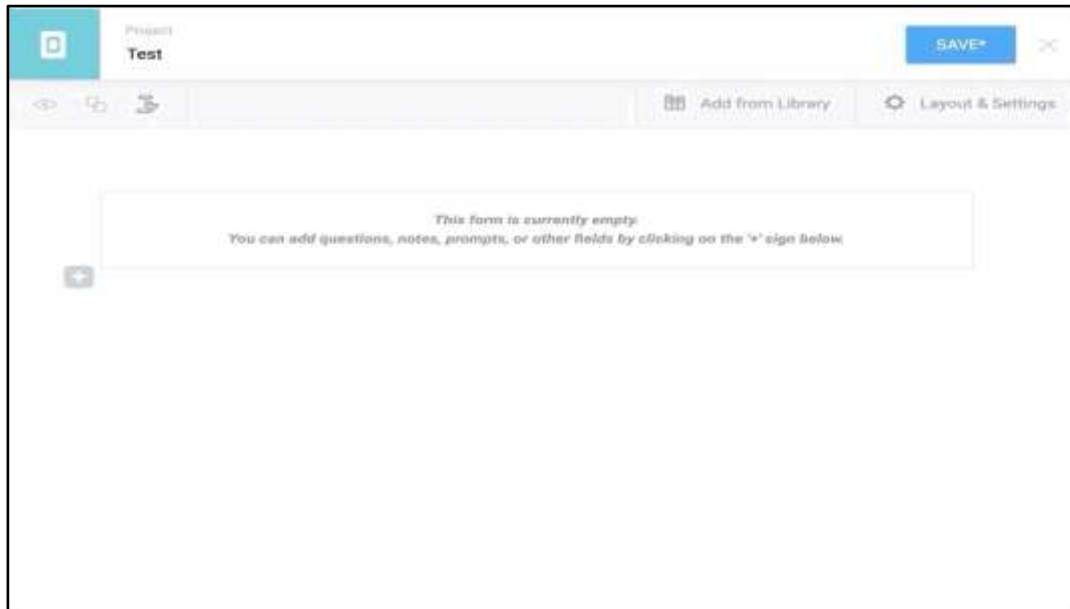 Project
Test
SAVE*
Add from Library
Layout & Settings
This form is currently empty.
You can add questions, notes, prompts, or other fields by clicking on the '+' sign below.